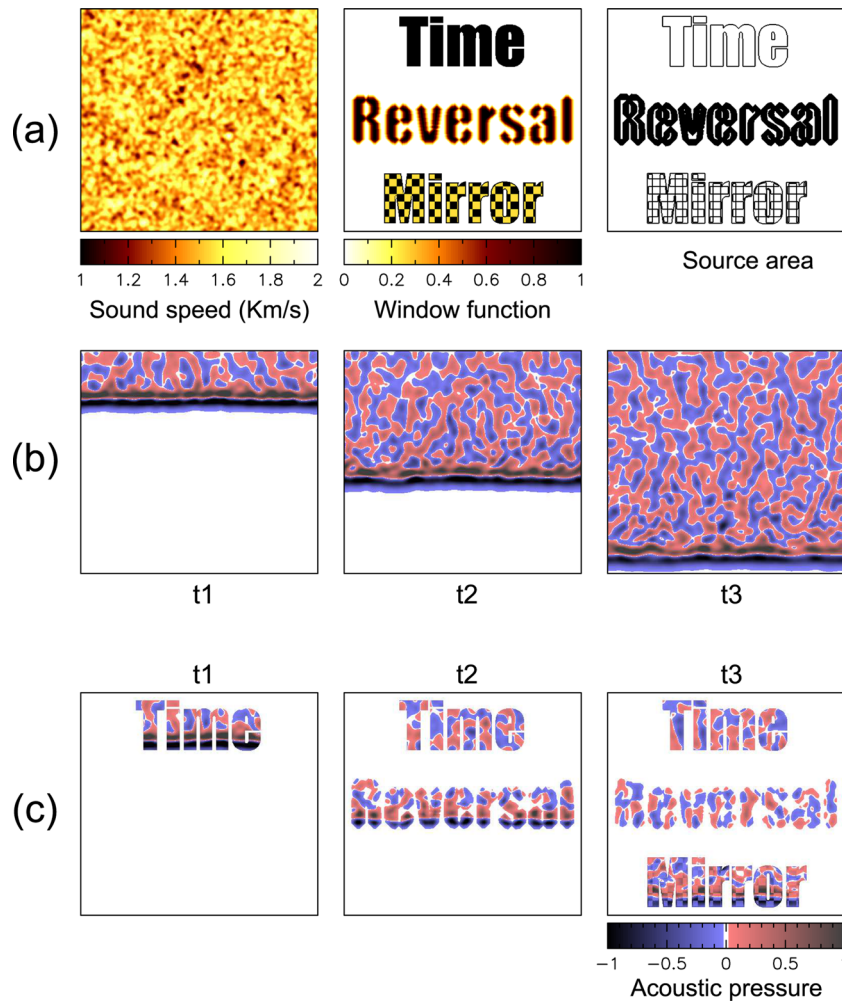 Time
Time
Reversal
Reversal
Mirror
Mirror
(a)
1 1.2 1.4 1.6 1.8 2
0 0.2 0.4 0.6 0.8 1
Source area
Sound speed (Km/s)
Window function
(b)
t1
t2
t3
t1
t2
t3
Time
Time
Time
(c)
Reversal
Reversal
Mirror
−1 −0.5 0 0.5 1
Acoustic pressure